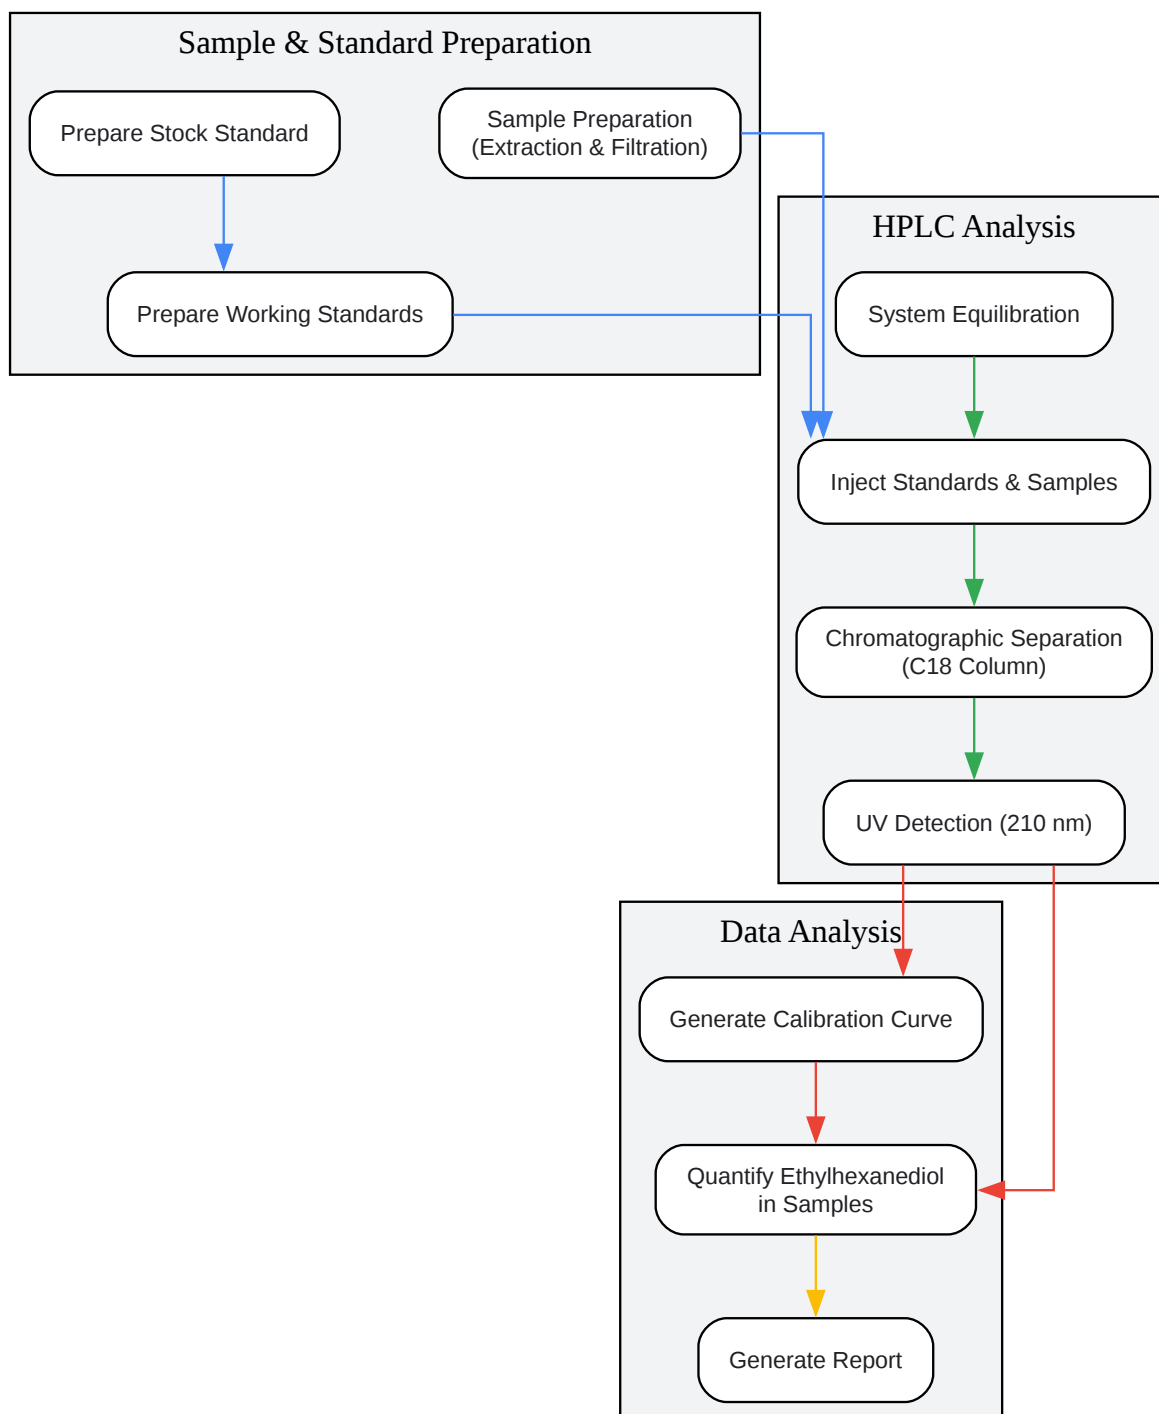 Sample & Standard Preparation
Prepare Stock Standard
Sample Preparation
(Extraction & Filtration)
Prepare Working Standards
HPLC Analysis
System Equilibration
Inject Standards & Samples
Chromatographic Separation
(C18 Column)
UV Detection (210 nm)
Data Analysis
Generate Calibration Curve
Quantify Ethylhexanediol
in Samples
Generate Report